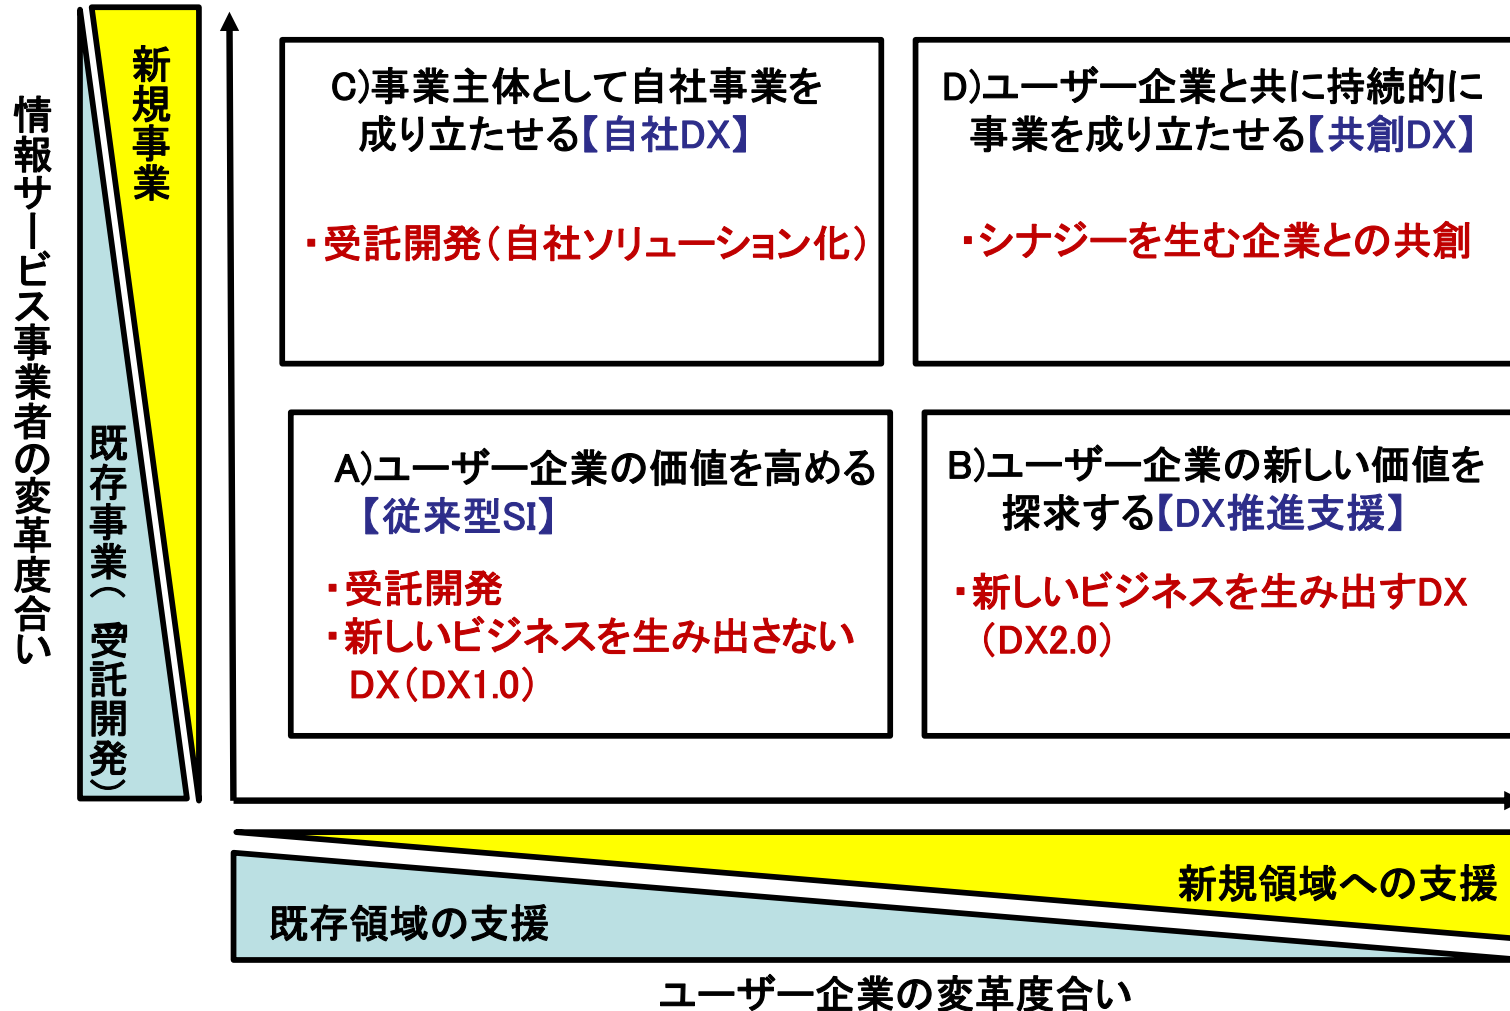 情報サービス事業者の変革度合い
新規事業
既存事業(受託開発)
C)事業主体として自社事業を
成り立たせる【自社DX】
・受託開発(自社ソリューション化)
D)ユーザー企業と共に持続的に
事業を成り立たせる【共創DX】
・シナジーを生む企業との共創
A)ユーザー企業の価値を高める
【従来型SI】
・受託開発
・新しいビジネスを生み出さない
DX(DX1.0)
B)ユーザー企業の新しい価値を
探求する【DX推進支援】
・新しいビジネスを生み出すDX
(DX2.0)
新規領域への支援
既存領域の支援
ユーザー企業の変革度合い